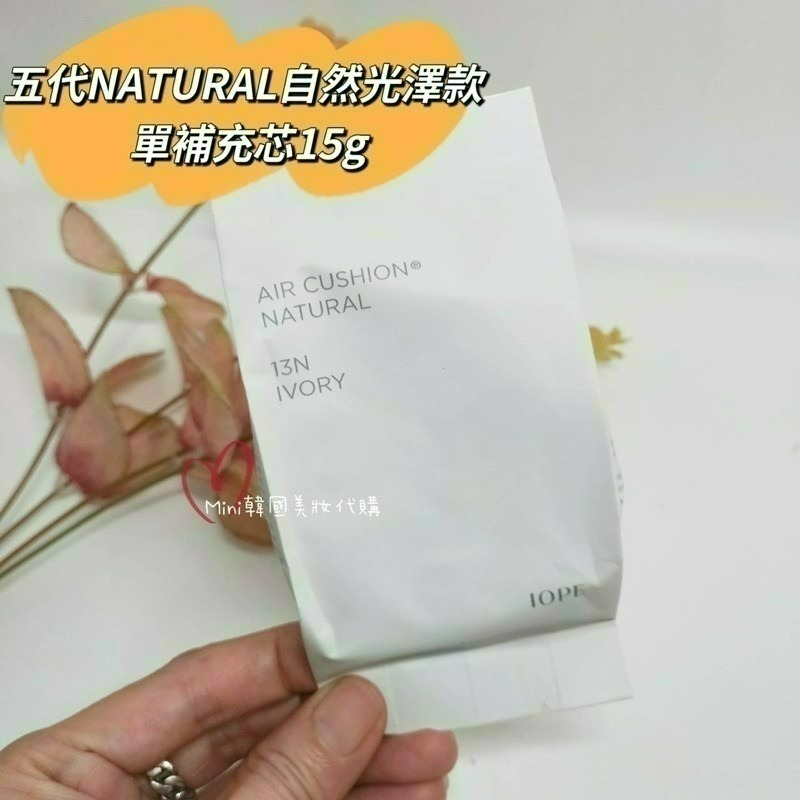 五代NATURAL自然光澤款
單補充芯15g
AIR CUSHION®
NATURAL
13N
IVORY
Mini韓國美妝代購
IOPE